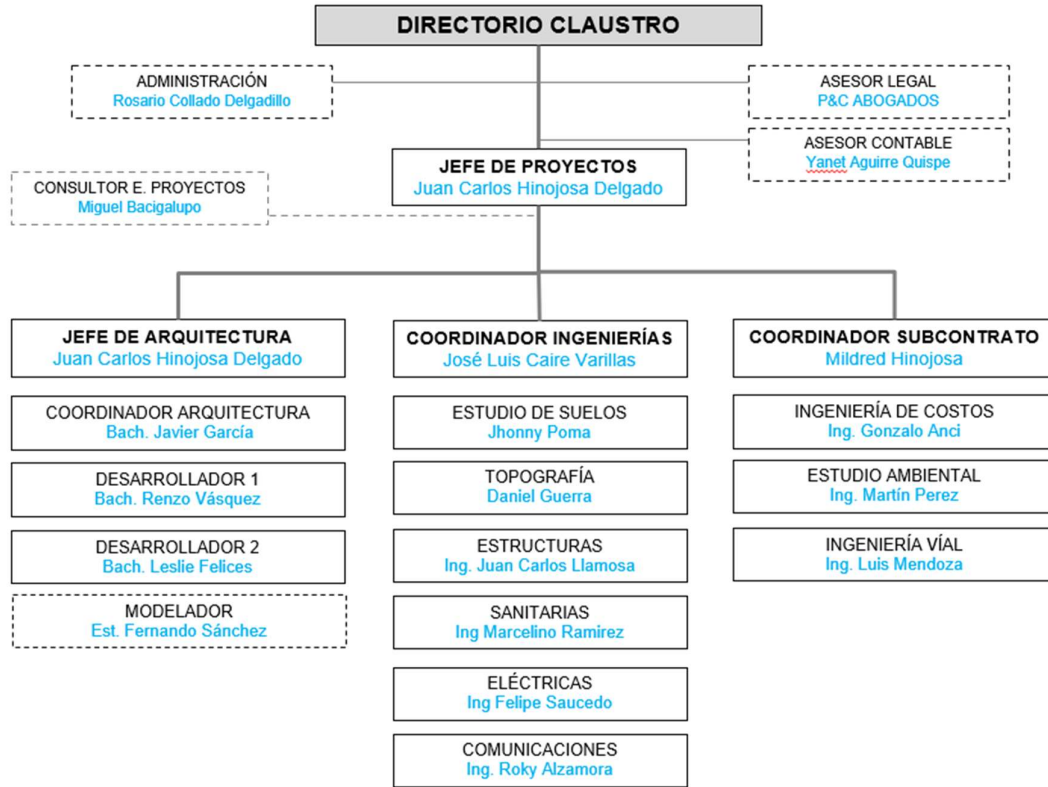 DIRECTORIO CLAUSTRO
ADMINISTRACIÓN
Rosario Collado Delgadillo
ASESOR LEGAL
P&C ABOGADOS
ASESOR CONTABLE
Yanet Aguirre Quispe
JEFE DE PROYECTOS
Juan Carlos Hinojosa Delgado
CONSULTOR E. PROYECTOS
Miguel Bacigalupo
JEFE DE ARQUITECTURA
Juan Carlos Hinojosa Delgado
COORDINADOR ARQUITECTURA
Bach. Javier García
DESARROLLADOR 1
Bach. Renzo Vásquez
DESARROLLADOR 2
Bach. Leslie Felices
MODELADOR
Est. Fernando Sánchez
COORDINADOR INGENIERÍAS
José Luis Caire Varillas
ESTUDIO DE SUELOS
Jhonny Poma
TOPOGRAFÍA
Daniel Guerra
ESTRUCTURAS
Ing. Juan Carlos Llamosa
SANITARIAS
Ing Marcelino Ramirez
ELÉCTRICAS
Ing Felipe Saucedo
COMUNICACIONES
Ing. Roky Alzamora
COORDINADOR SUBCONTRATO
Mildred Hinojosa
INGENIERÍA DE COSTOS
Ing. Gonzalo Anci
ESTUDIO AMBIENTAL
Ing. Martín Perez
INGENIERÍA VÍAL
Ing. Luis Mendoza